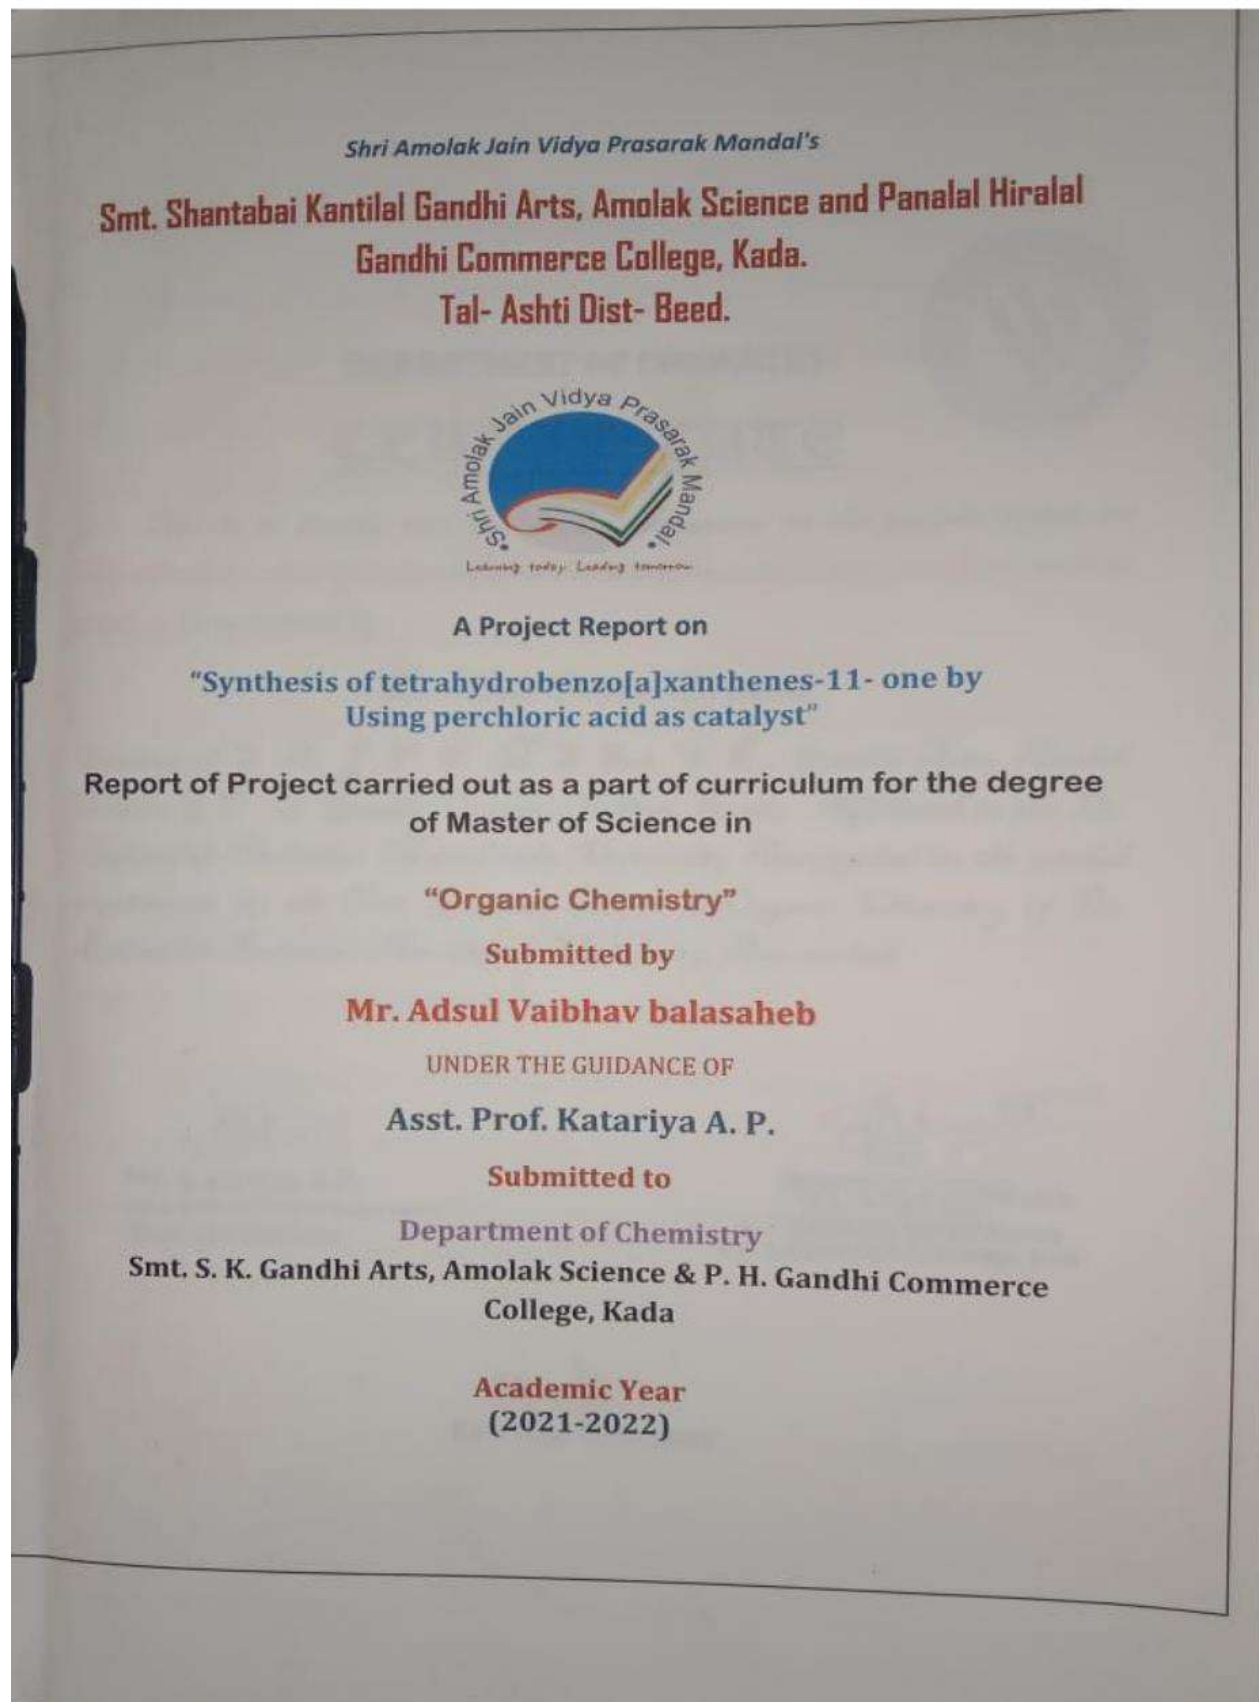 Shri Amolak Jain Vidya Prasarak Mandal's
Smt. Shantabai Kantilal Gandhi Arts, Amolak Science and Panalal Hiralal
Gandhi Commerce College, Kada.
Tal- Ashti Dist- Beed.
Shri Amolak Jain Vidya Prasarak Mandal
Learning today Leading tomorrow
A Project Report on
“Synthesis of tetrahydrobenzo[a]xanthenes-11- one by
Using perchloric acid as catalyst”
Report of Project carried out as a part of curriculum for the degree
of Master of Science in
“Organic Chemistry”
Submitted by
Mr. Adsul Vaibhav balasaheb
UNDER THE GUIDANCE OF
Asst. Prof. Katariya A. P.
Submitted to
Department of Chemistry
Smt. S. K. Gandhi Arts, Amolak Science & P. H. Gandhi Commerce
College, Kada
Academic Year
(2021-2022)